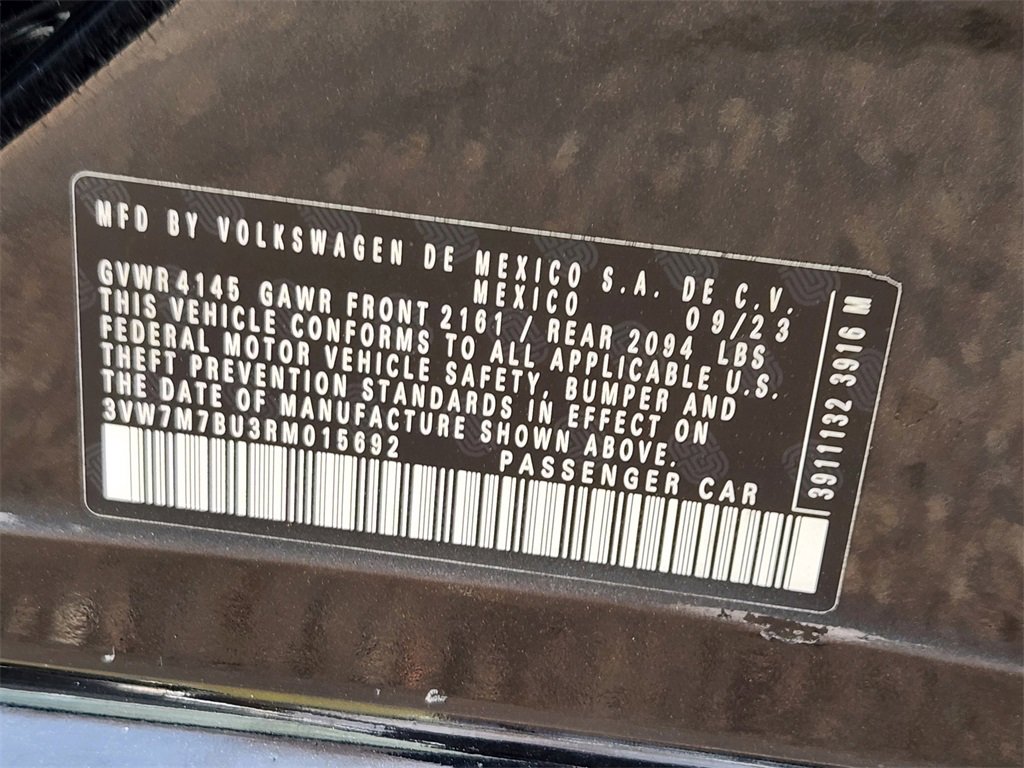 MFD BY VOLKSWAGEN DE MEXICO S.A. DE C.V.
MEXICO 09/23
GVWR 4145 GAWR FRONT 2161 / REAR 2094 LBS
THIS VEHICLE CONFORMS TO ALL APPLICABLE U.S.
FEDERAL MOTOR VEHICLE SAFETY, BUMPER AND
THEFT PREVENTION STANDARDS IN EFFECT ON
THE DATE OF MANUFACTURE SHOWN ABOVE.
3VW7M7BU3RM015692 PASSENGER CAR
3911132 3916 M